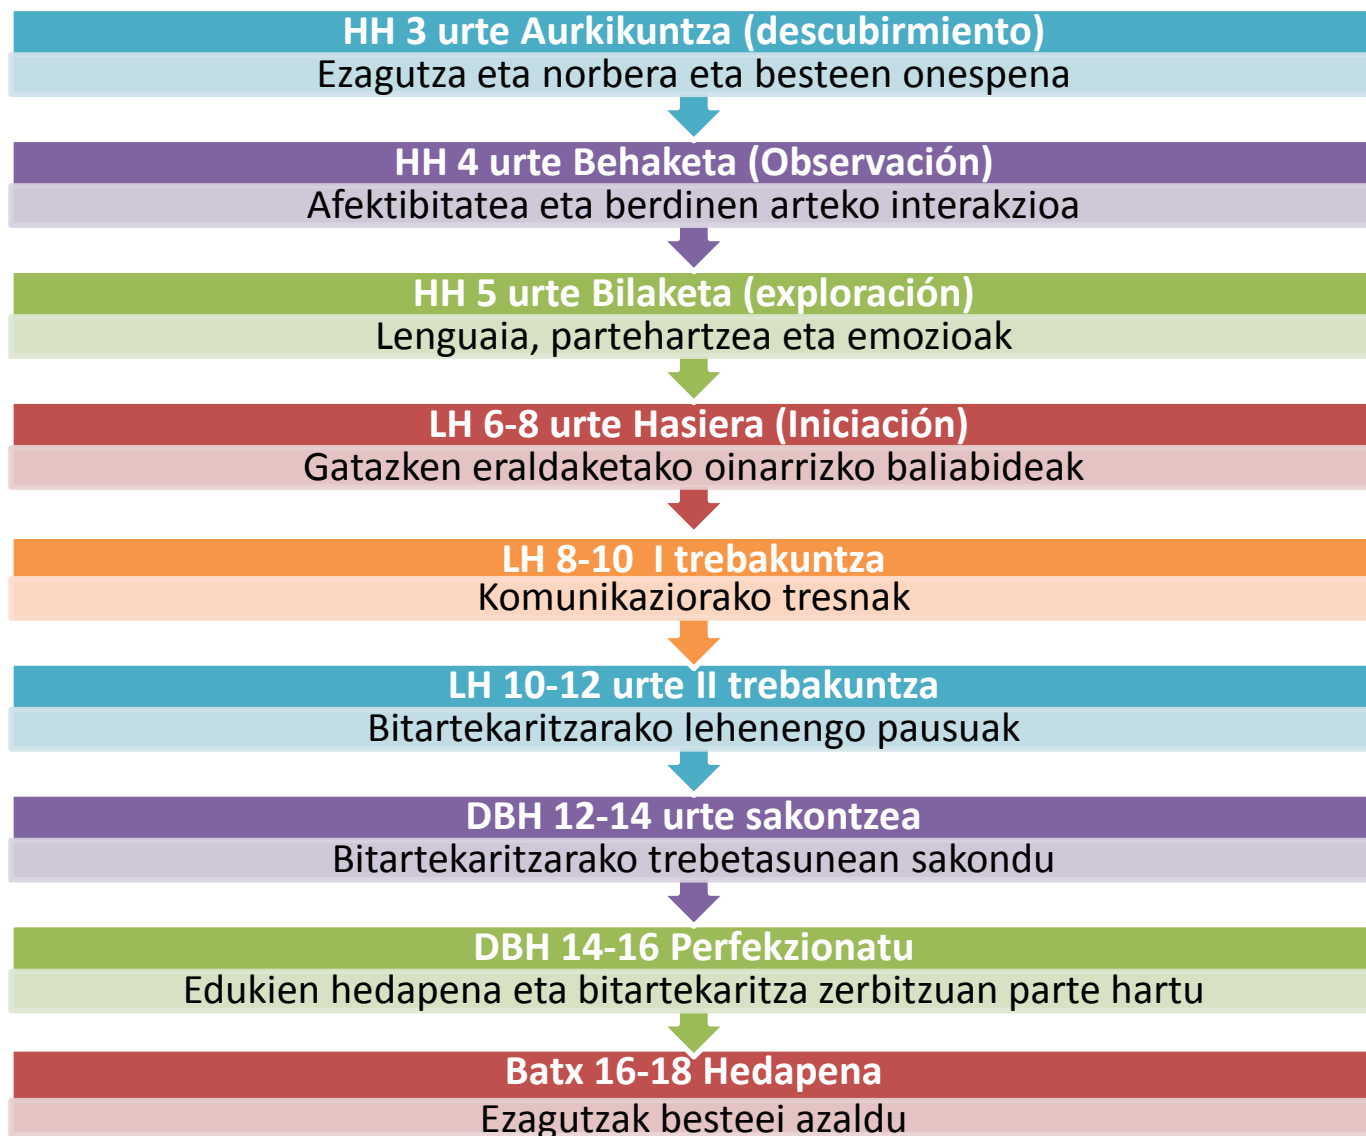 HH 3 urte Aurkikuntza (descubirmiento)
Ezagutza eta norbera eta besteen onespena
HH 4 urte Behaketa (Observación)
Afektibitatea eta berdinen arteko interakzioa
HH 5 urte Bilaketa (exploración)
Lenguaia, partehartzea eta emozioak
LH 6-8 urte Hasiera (Iniciación)
Gatazken eraldaketako oinarrizko baliabideak
LH 8-10 I trebakuntza
Komunikaziorako tresnak
LH 10-12 urte II trebakuntza
Bitartekaritzarako lehenengo pausuak
DBH 12-14 urte sakontzea
Bitartekaritzarako trebetasunean sakondu
DBH 14-16 Perfekzionatu
Edukien hedapena eta bitartekaritza zerbitzuan parte hartu
Batx 16-18 Hedapena
Ezagutzak besteei azaldu